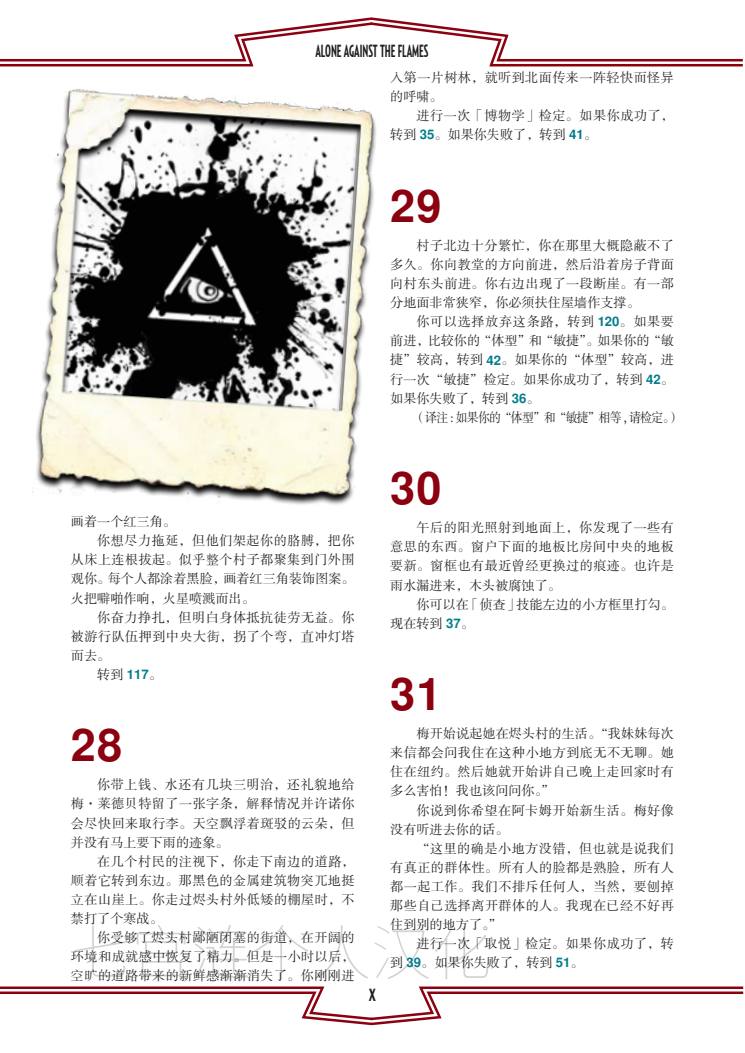 ALONE AGAINST THE FLAMES
画着一个红三角。
你想尽力拖延，但他们架起你的胳膊，把你
从床上连根拔起。似乎整个村子都聚集到门外围
观你。每个人都涂着黑脸，画着红三角装饰图案。
火把噼啪作响，火星喷溅而出。
你奋力挣扎，但明白身体抵抗徒劳无益。你
被游行队伍押到中央大街，拐了个弯，直冲灯塔
而去。
转到 117。
28
你带上钱、水还有几块三明治，还礼貌地给
梅·莱德贝特留了一张字条，解释情况并许诺你
会尽快回来取行李。天空飘浮着斑驳的云朵，但
并没有马上要下雨的迹象。
在几个村民的注视下，你走下南边的道路，
顺着它转到东边。那黑色的金属建筑物突兀地挺
立在山崖上。你走过烬头村外低矮的棚屋时，不
禁打了个寒战。
你受够了烬头村鄙陋闭塞的街道，在开阔的
环境和成就感中恢复了精力。但是一小时以后，
空旷的道路带来的新鲜感渐渐消失了。你刚刚进
入第一片树林，就听到北面传来一阵轻快而怪异
的呼啸。
进行一次「博物学」检定。如果你成功了，
转到 35。如果你失败了，转到 41。
29
村子北边十分繁忙，你在那里大概隐蔽不了
多久。你向教堂的方向前进，然后沿着房子背面
向村东头前进。你右边出现了一段断崖。有一部
分地面非常狭窄，你必须扶住屋墙作支撑。
你可以选择放弃这条路，转到 120。如果要
前进，比较你的“体型”和“敏捷”。如果你的“敏
捷”较高，转到 42。如果你的“体型”较高，进
行一次“敏捷”检定。如果你成功了，转到 42。
如果你失败了，转到 36。
（译注：如果你的“体型”和“敏捷”相等，请检定。）
30
午后的阳光照射到地面上，你发现了一些有
意思的东西。窗户下面的地板比房间中央的地板
要新。窗框也有最近曾经更换过的痕迹。也许是
雨水漏进来，木头被腐蚀了。
你可以在「侦查」技能左边的小方框里打勾。
现在转到 37。
31
梅开始说起她在烬头村的生活。“我妹妹每次
来信都会问我住在这种小地方到底无不无聊。她
住在纽约。然后她就开始讲自己晚上走回家时有
多么害怕！我也该问问你。”
你说到你希望在阿卡姆开始新生活。梅好像
没有听进去你的话。
“这里的确是小地方没错，但也就是说我们
有真正的群体性。所有人的脸都是熟脸，所有人
都一起工作。我们不排斥任何人，当然，要刨掉
那些自己选择离开群体的人。我现在已经不好再
住到别的地方了。”
进行一次「取悦」检定。如果你成功了，转
到 39。如果你失败了，转到 51。
X